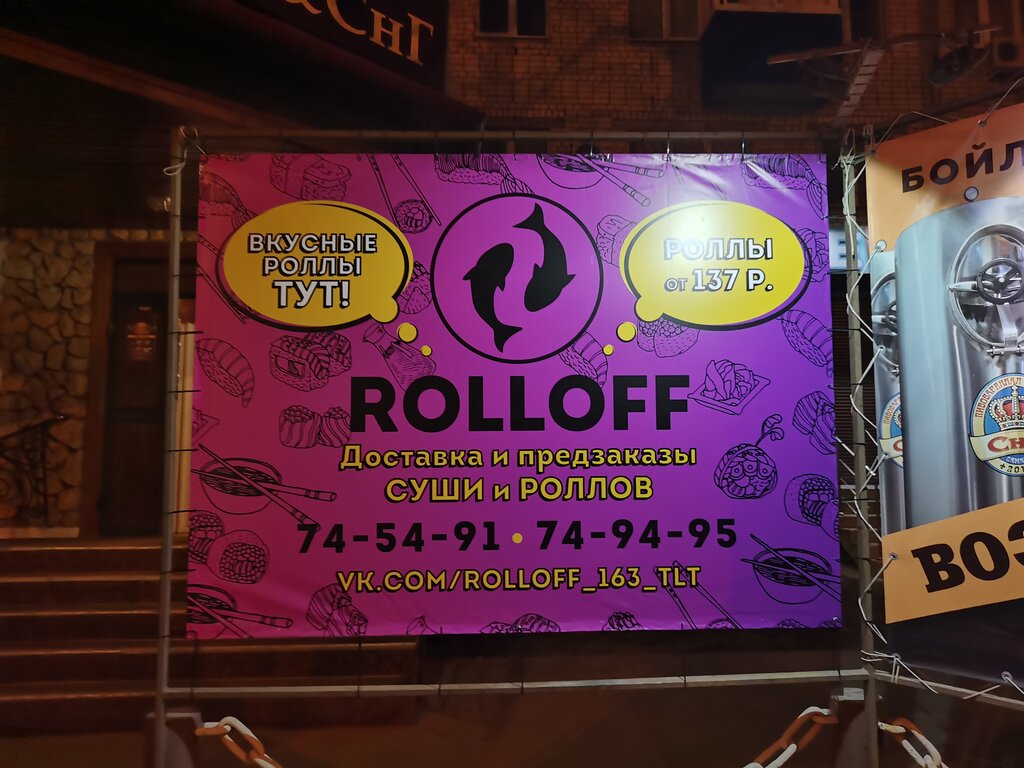 СНГ
ВКУСНЫЕ
РОЛЛЫ
ТУТ!
РОЛЛЫ
от 137 Р.
ROLLOFF
Доставка и предзаказы
СУШИ и РОЛЛОВ
74-54-91 • 74-94-95
VK.COM/ROLLOFF_163_TLT